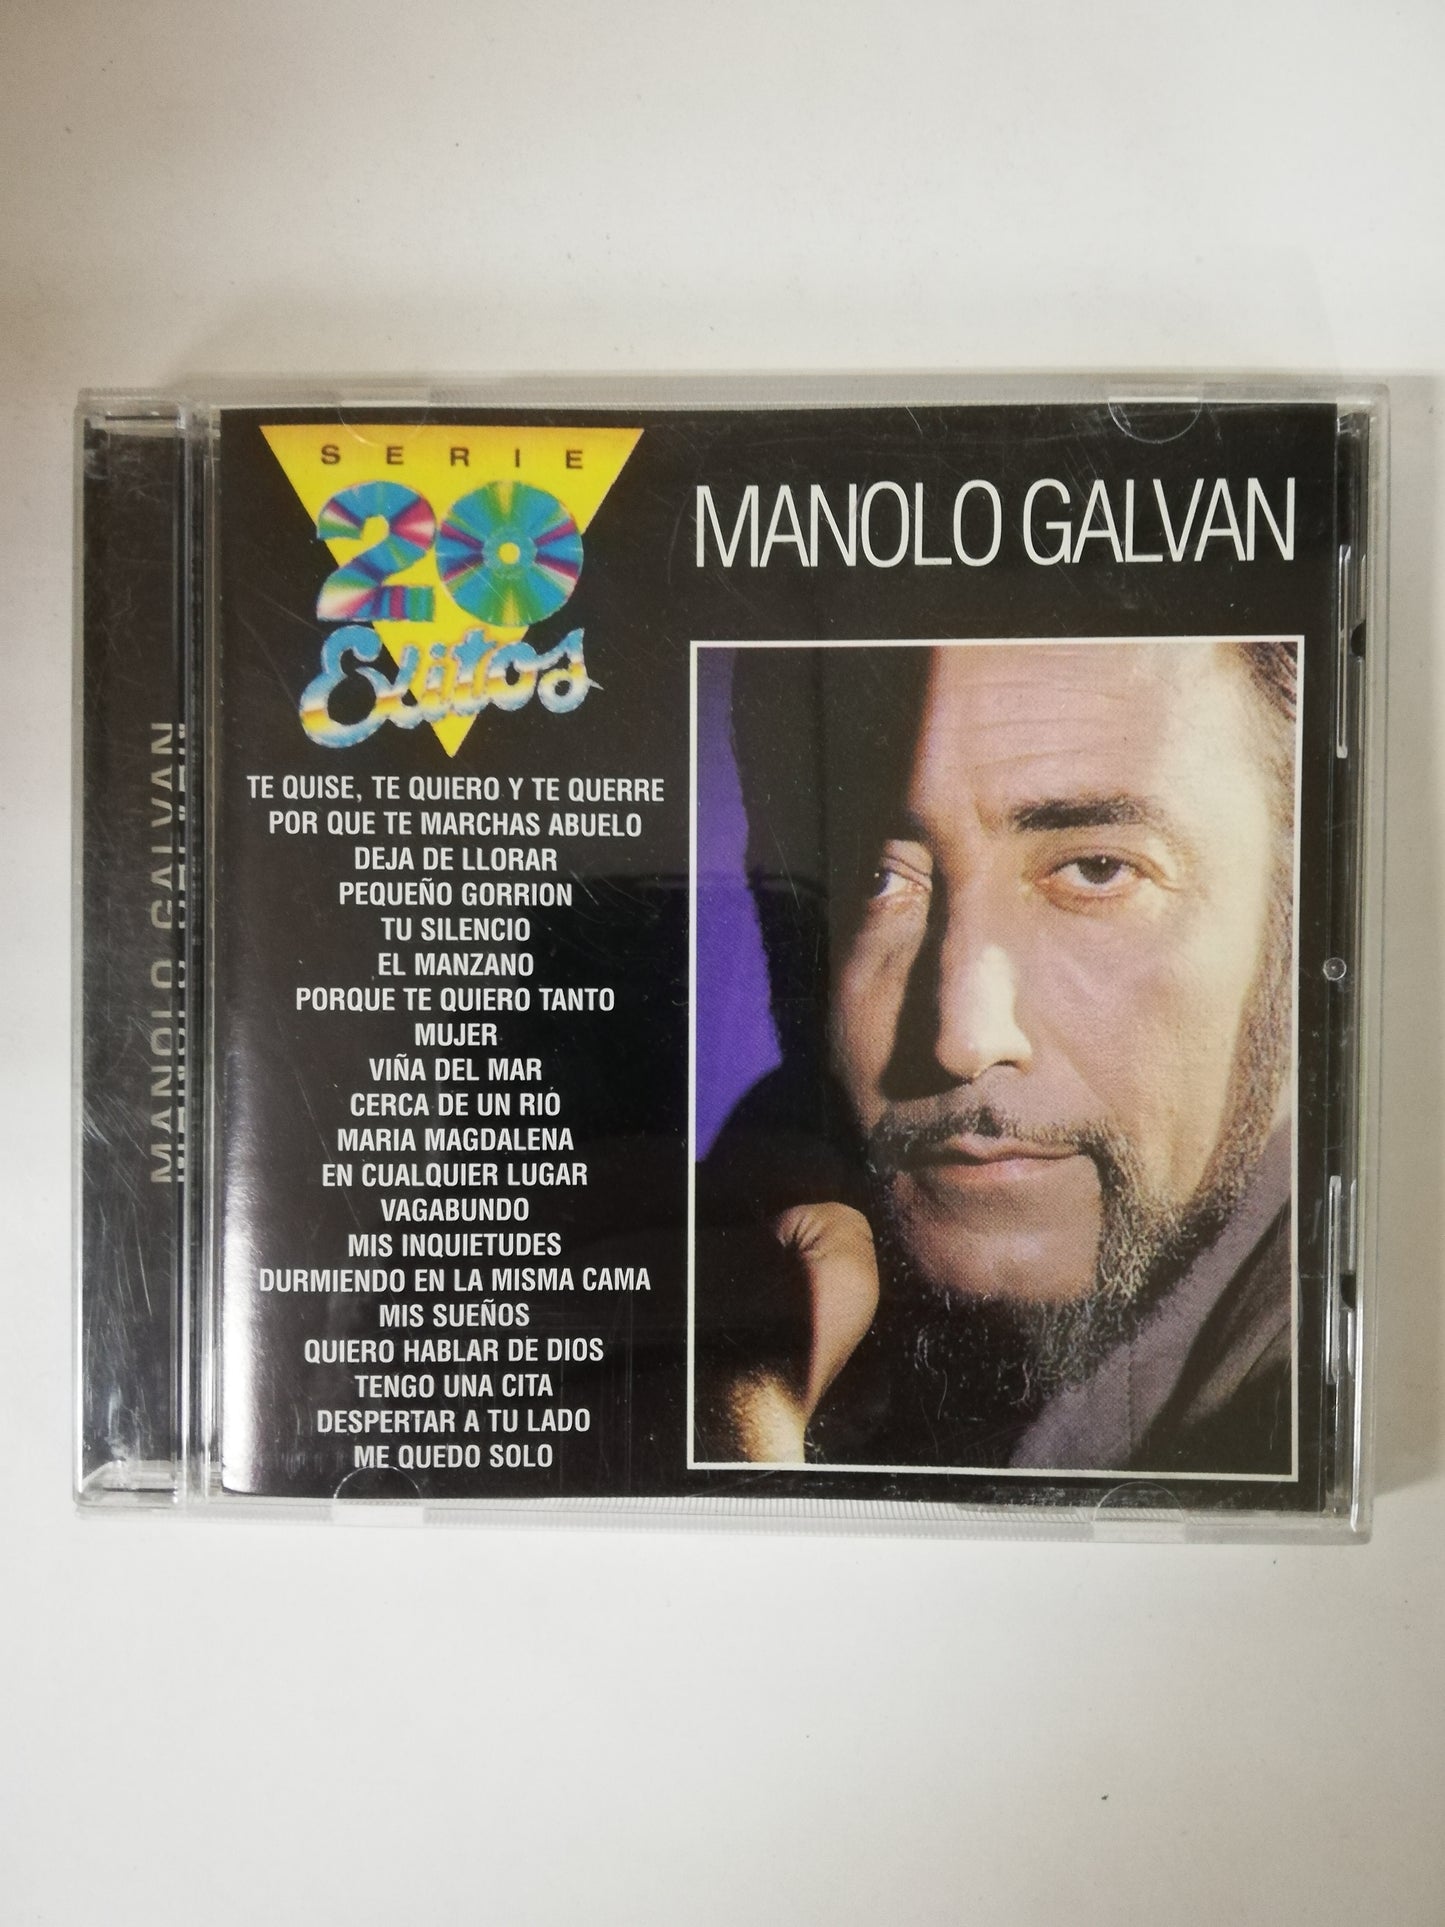 SERIE
20
Exitos
MANOLO GALVAN
TE QUISE, TE QUIERO Y TE QUERRE
POR QUE TE MARCHAS ABUELO
DEJA DE LLORAR
PEQUEÑO GORRION
TU SILENCIO
EL MANZANO
PORQUE TE QUIERO TANTO
MUJER
VIÑA DEL MAR
CERCA DE UN RIO
MARIA MAGDALENA
EN CUALQUIER LUGAR
VAGABUNDO
MIS INQUIETUDES
DURMIENDO EN LA MISMA CAMA
MIS SUEÑOS
QUIERO HABLAR DE DIOS
TENGO UNA CITA
DESPERTAR A TU LADO
ME QUEDO SOLO
MANOLO GALVAN